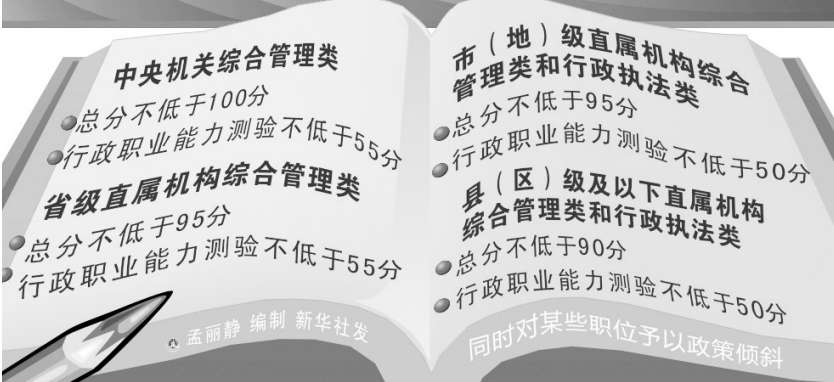 中央机关综合管理类
总分不低于100分
行政职业能力测验不低于55分
省级直属机构综合管理类
总分不低于95分
行政职业能力测验不低于55分
孟丽静 编制 新华社发
市（地）级直属机构综合
管理类和行政执法类
总分不低于95分
行政职业能力测验不低于50分
县（区）级及以下直属机构
综合管理类和行政执法类
总分不低于90分
行政职业能力测验不低于50分
同时对某些职位予以政策倾斜